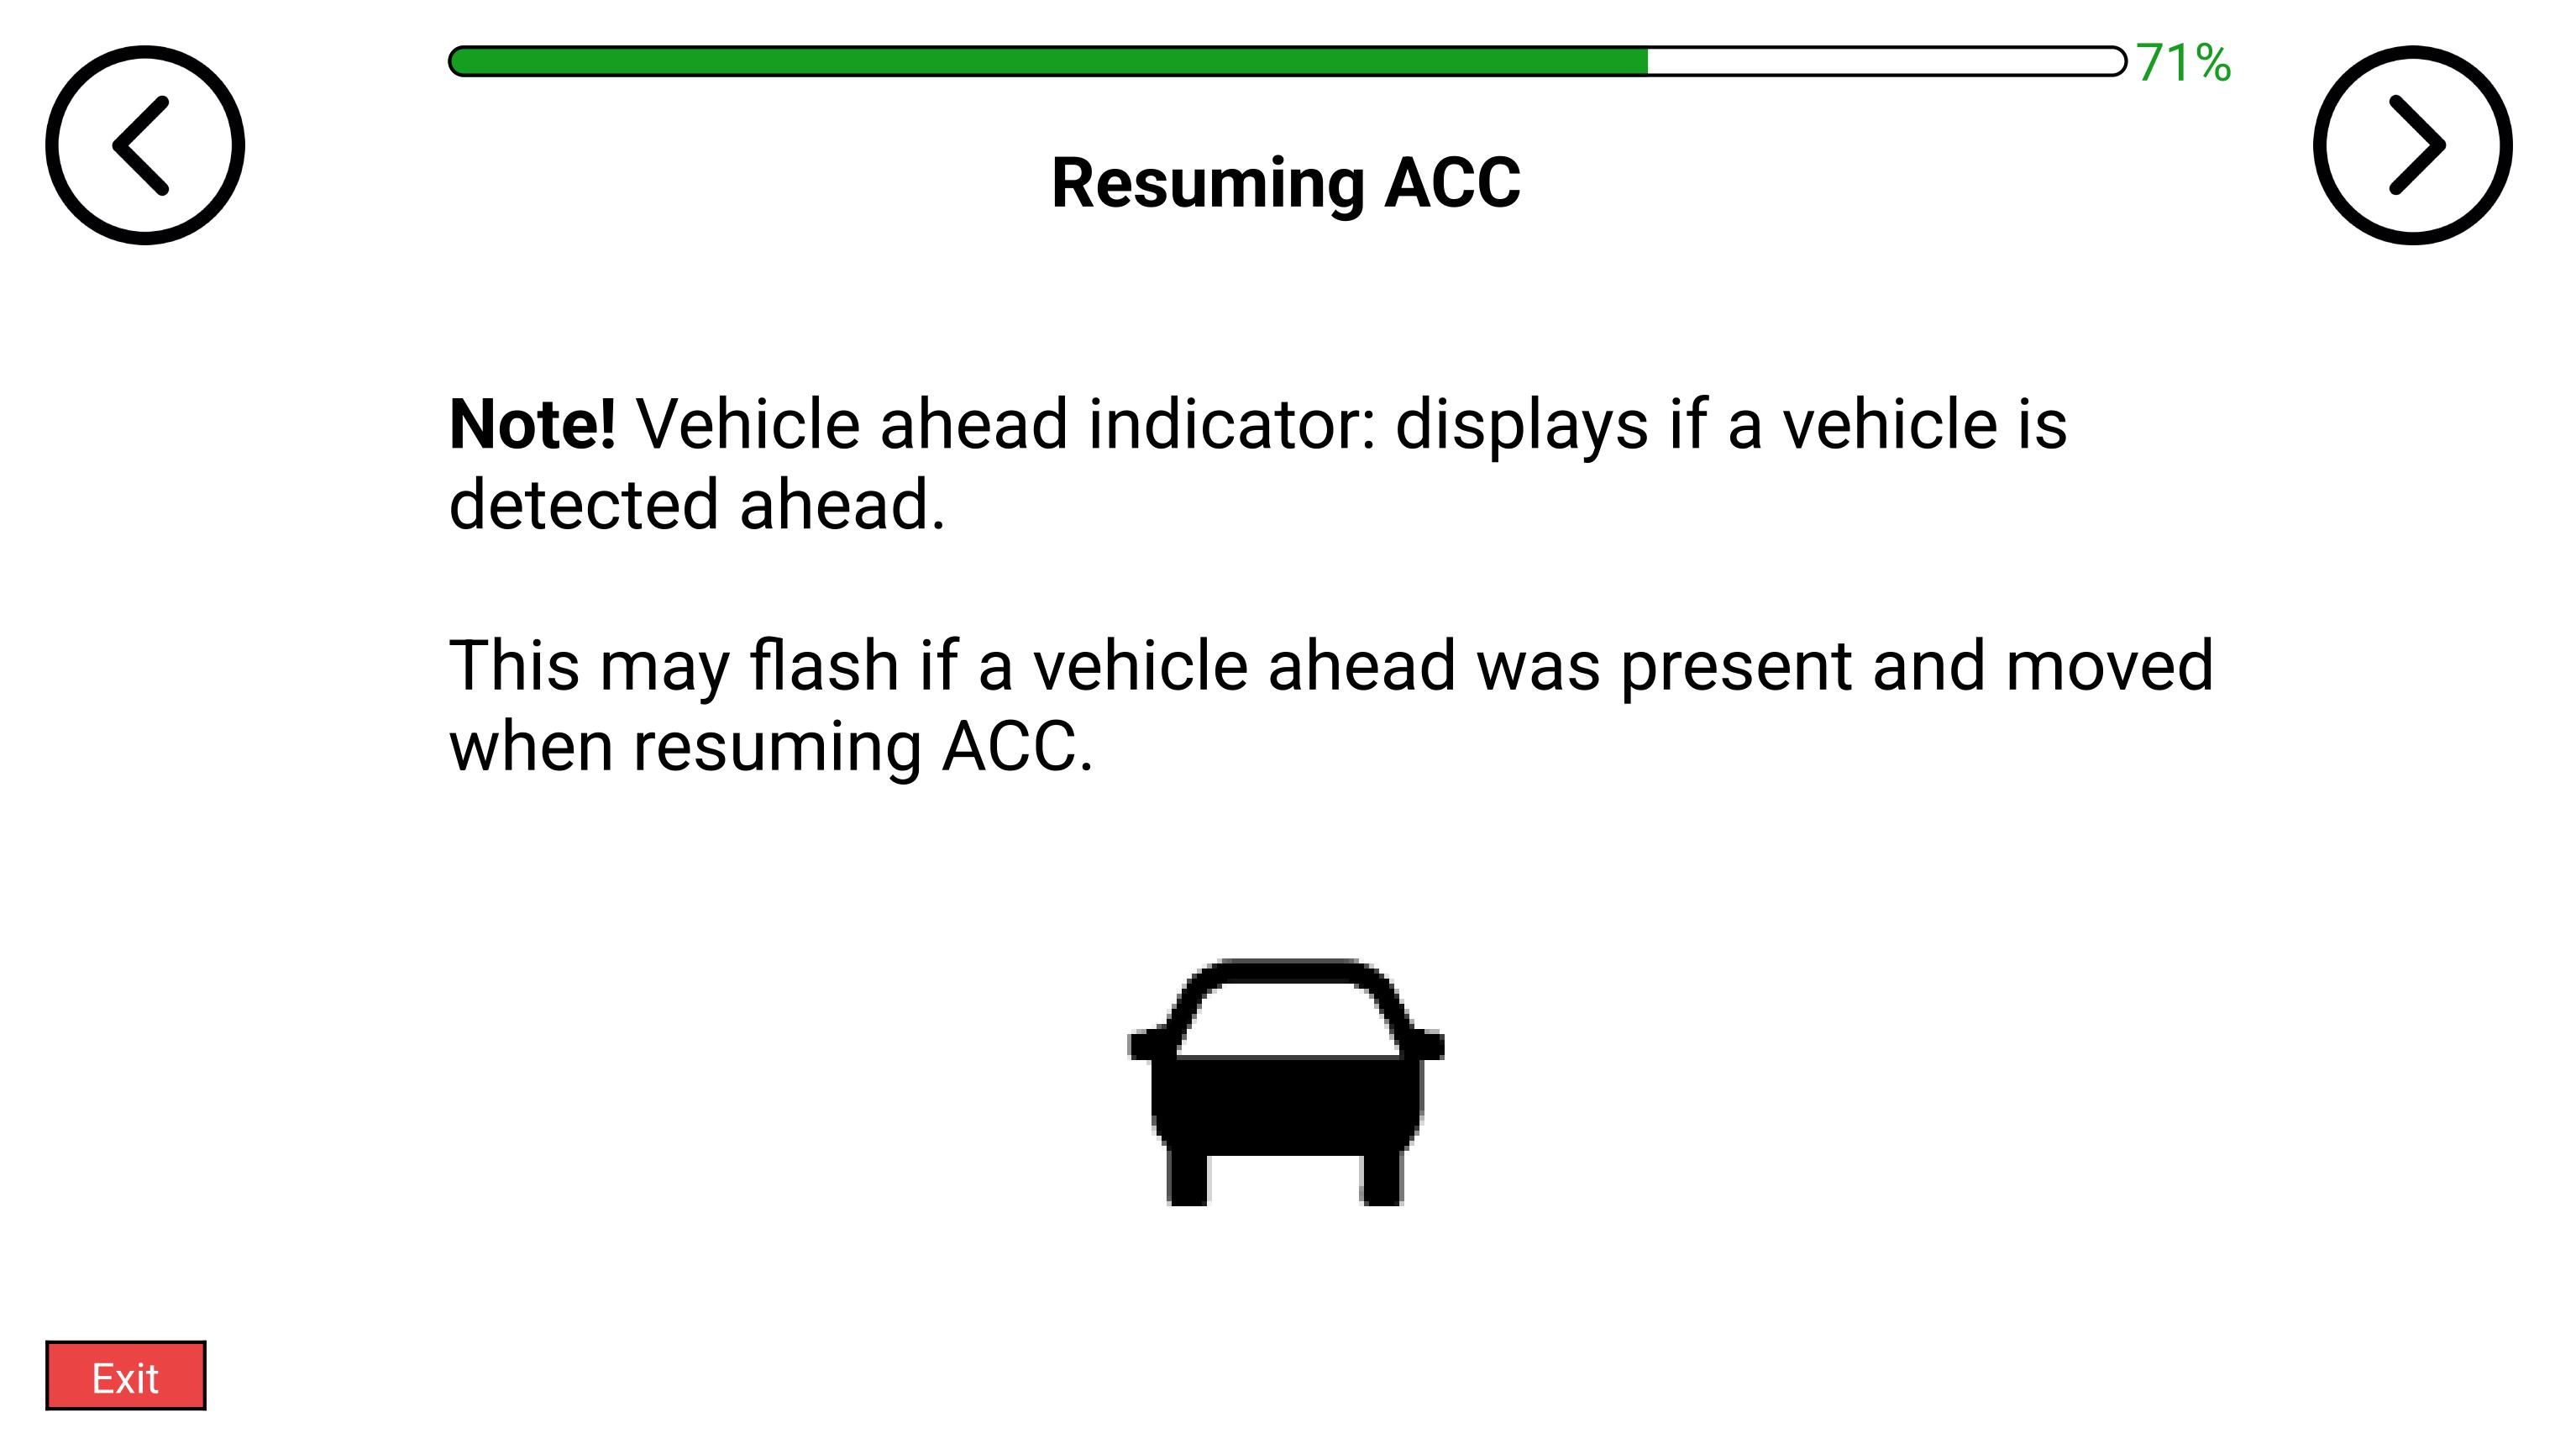 71%
Resuming ACC
Note! Vehicle ahead indicator: displays if a vehicle is
detected ahead.
This may flash if a vehicle ahead was present and moved
when resuming ACC.
Exit